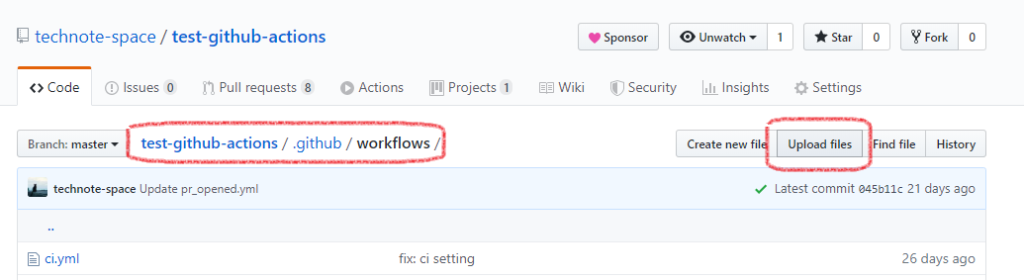 technote-space / test-github-actions Sponsor Unwatch 1 Star 0 Fork 0
Code Issues 0 Pull requests 8 Actions Projects 1 Wiki Security Insights Settings
Branch: master test-github-actions / .github / workflows / Create new file Upload files Find file History
technote-space Update pr_opened.yml Latest commit 045b11c 21 days ago
..
ci.yml fix: ci setting 26 days ago